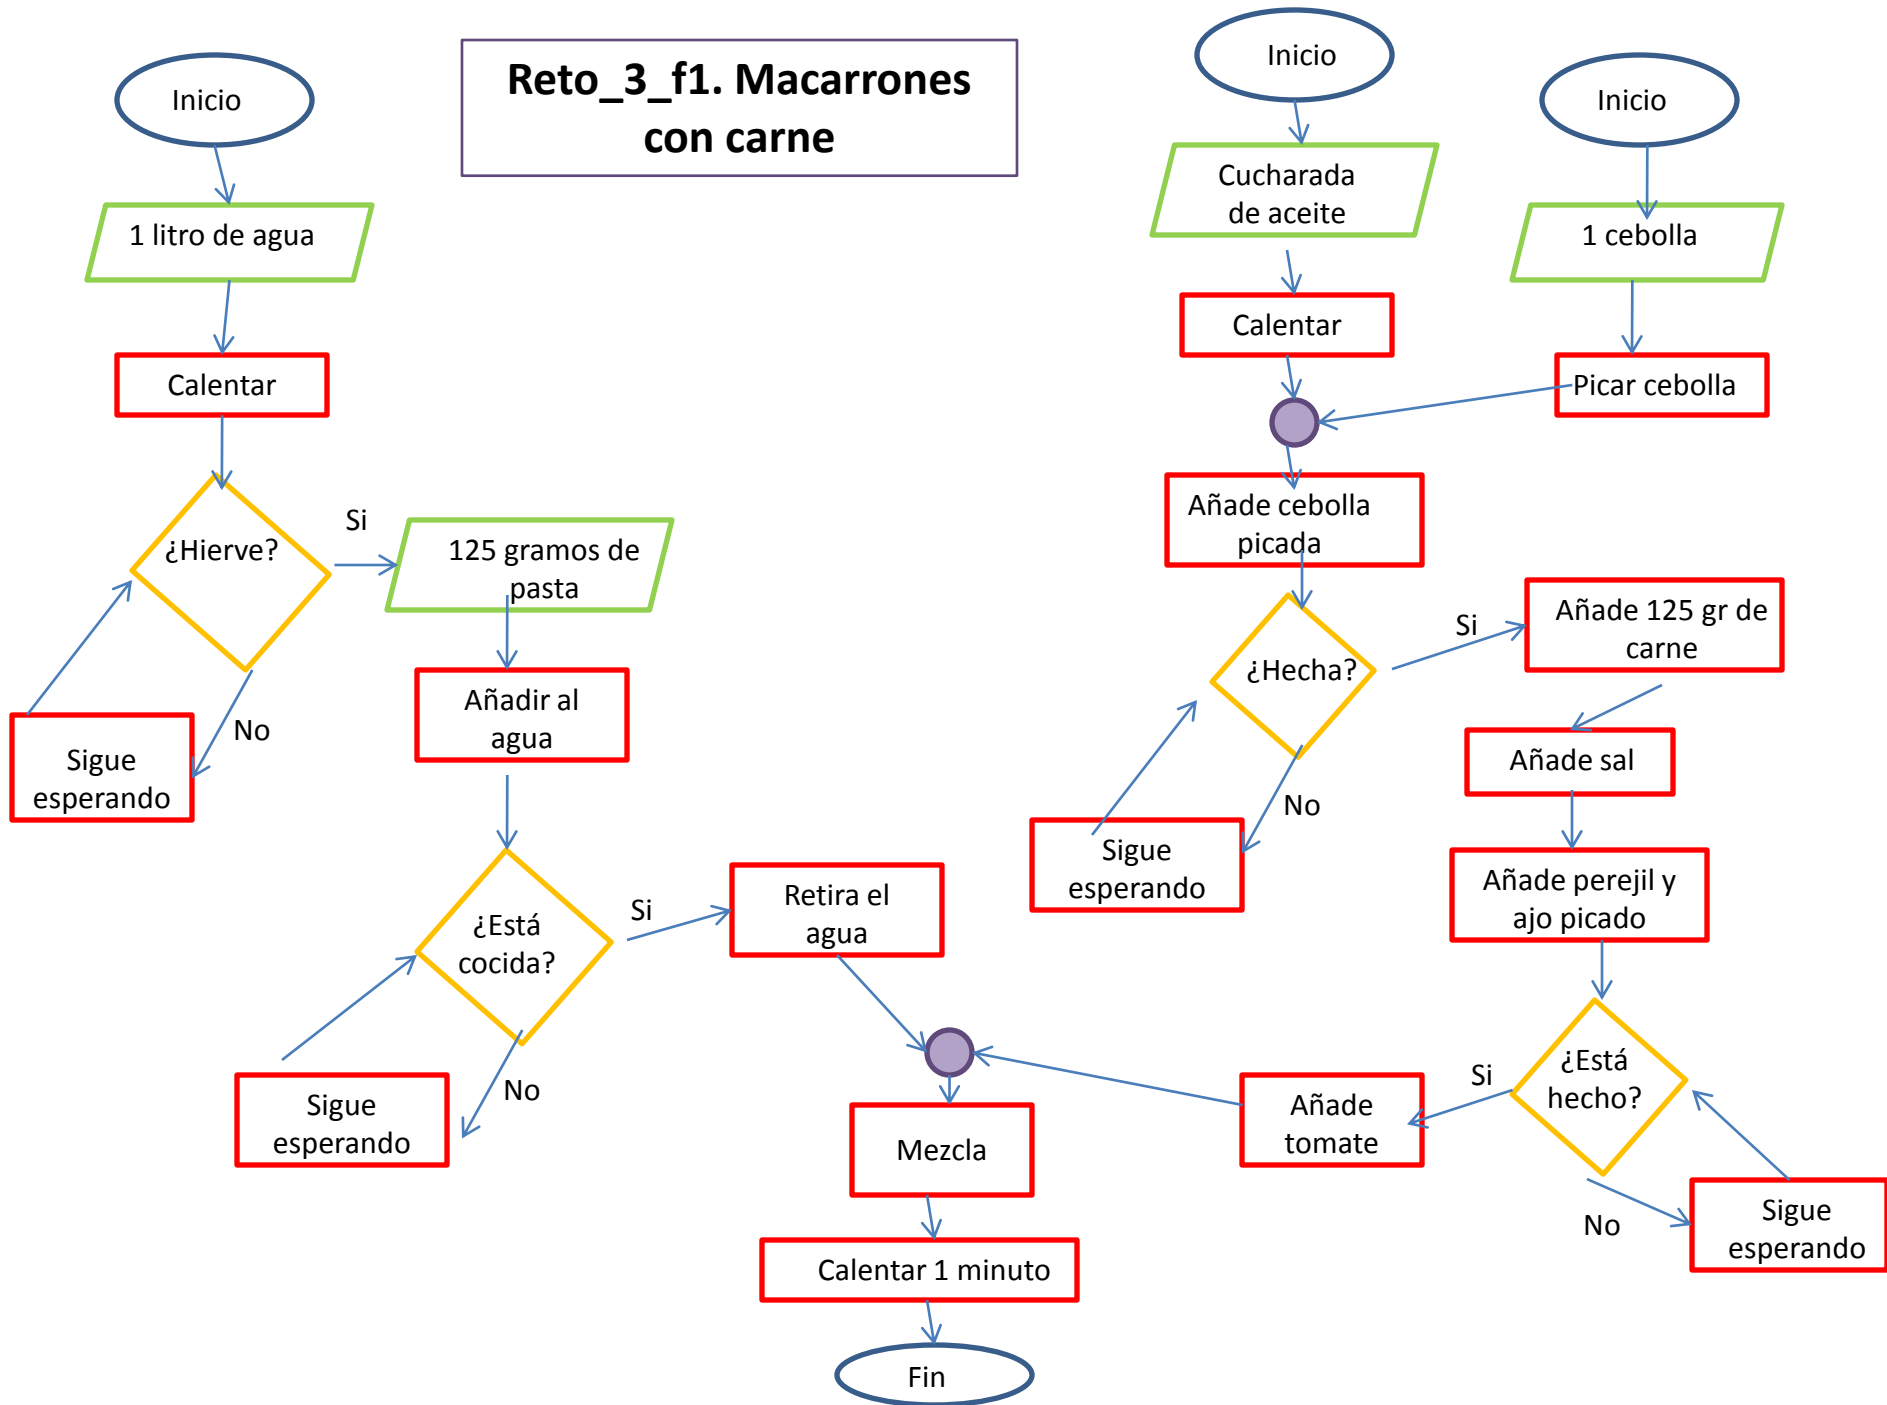 Reto_3_f1. Macarrones
con carne
Inicio
1 litro de agua
Calentar
¿Hierve?
Si
No
Sigue
esperando
125 gramos de
pasta
Añadir al
agua
¿Está
cocida?
Si
No
Sigue
esperando
Retira el
agua
Inicio
Cucharada
de aceite
Calentar
Inicio
1 cebolla
Picar cebolla
Añade cebolla
picada
¿Hecha?
Si
No
Sigue
esperando
Añade 125 gr de
carne
Añade sal
Añade perejil y
ajo picado
¿Está
hecho?
Si
No
Sigue
esperando
Añade
tomate
Mezcla
Calentar 1 minuto
Fin